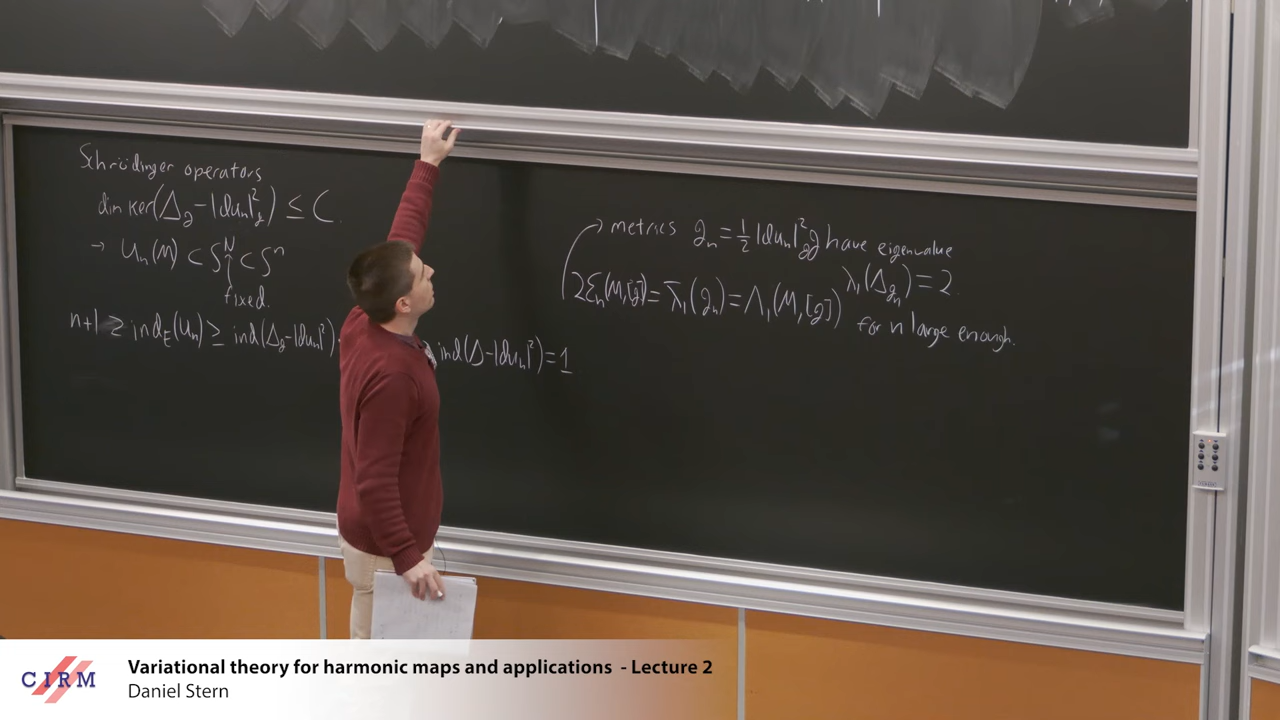 Schrödinger operators
dim ker(Δ_g − |du_n|²_g) ≤ C.
→ u_n(M) ⊂ S^N ⊂ S^n
↑
fixed.
n+1 ≥ ind_E(u_n) ≥ ind(Δ_g − |du_n|²)·
ind(Δ − |du_n|²) = 1
→ metrics g_n = ½|du_n|²_g g have eigenvalue
λ_1(Δ_{g_n}) = 2
2Ɛ_n(M,[g]) = λ̄_1(g_n) = Λ_1(M,[g])
for n large enough.
CIRM
Variational theory for harmonic maps and applications - Lecture 2
Daniel Stern